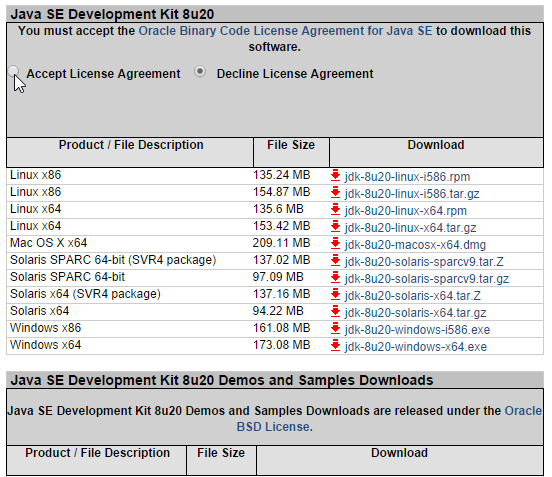 Java SE Development Kit 8u20
You must accept the Oracle Binary Code License Agreement for Java SE to download this
software.
Accept License Agreement Decline License Agreement
Product / File Description File Size Download
Linux x86 135.24 MB jdk-8u20-linux-i586.rpm
Linux x86 154.87 MB jdk-8u20-linux-i586.tar.gz
Linux x64 135.6 MB jdk-8u20-linux-x64.rpm
Linux x64 153.42 MB jdk-8u20-linux-x64.tar.gz
Mac OS X x64 209.11 MB jdk-8u20-macosx-x64.dmg
Solaris SPARC 64-bit (SVR4 package) 137.02 MB jdk-8u20-solaris-sparcv9.tar.Z
Solaris SPARC 64-bit 97.09 MB jdk-8u20-solaris-sparcv9.tar.gz
Solaris x64 (SVR4 package) 137.16 MB jdk-8u20-solaris-x64.tar.Z
Solaris x64 94.22 MB jdk-8u20-solaris-x64.tar.gz
Windows x86 161.08 MB jdk-8u20-windows-i586.exe
Windows x64 173.08 MB jdk-8u20-windows-x64.exe
Java SE Development Kit 8u20 Demos and Samples Downloads
Java SE Development Kit 8u20 Demos and Samples Downloads are released under the Oracle
BSD License.
Product / File Description File Size Download